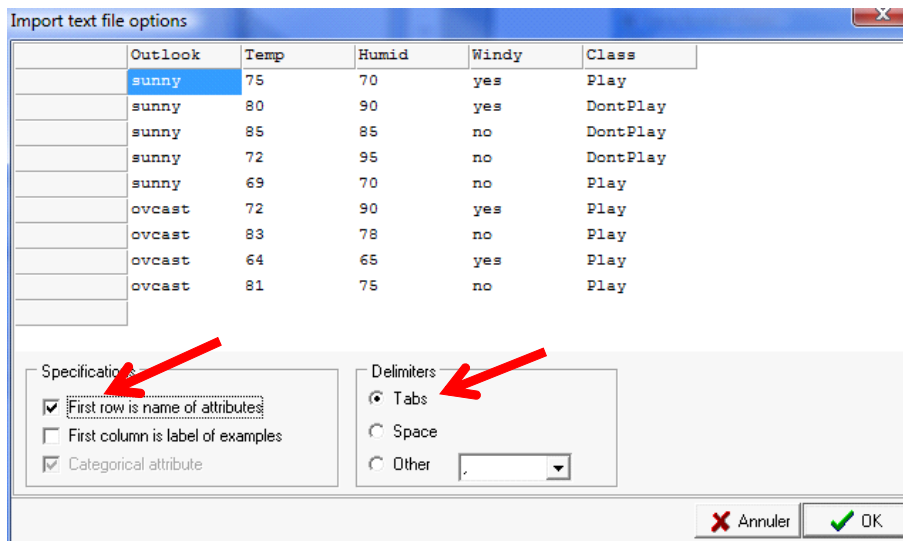 Import text file options
Outlook Temp Humid Windy Class
sunny 75 70 yes Play
sunny 80 90 yes DontPlay
sunny 85 85 no DontPlay
sunny 72 95 no DontPlay
sunny 69 70 no Play
ovcast 72 90 yes Play
ovcast 83 78 no Play
ovcast 64 65 yes Play
ovcast 81 75 no Play
Specifications
First row is name of attributes
First column is label of examples
Categorical attribute
Delimiters
Tabs
Space
Other ,
Annuler OK